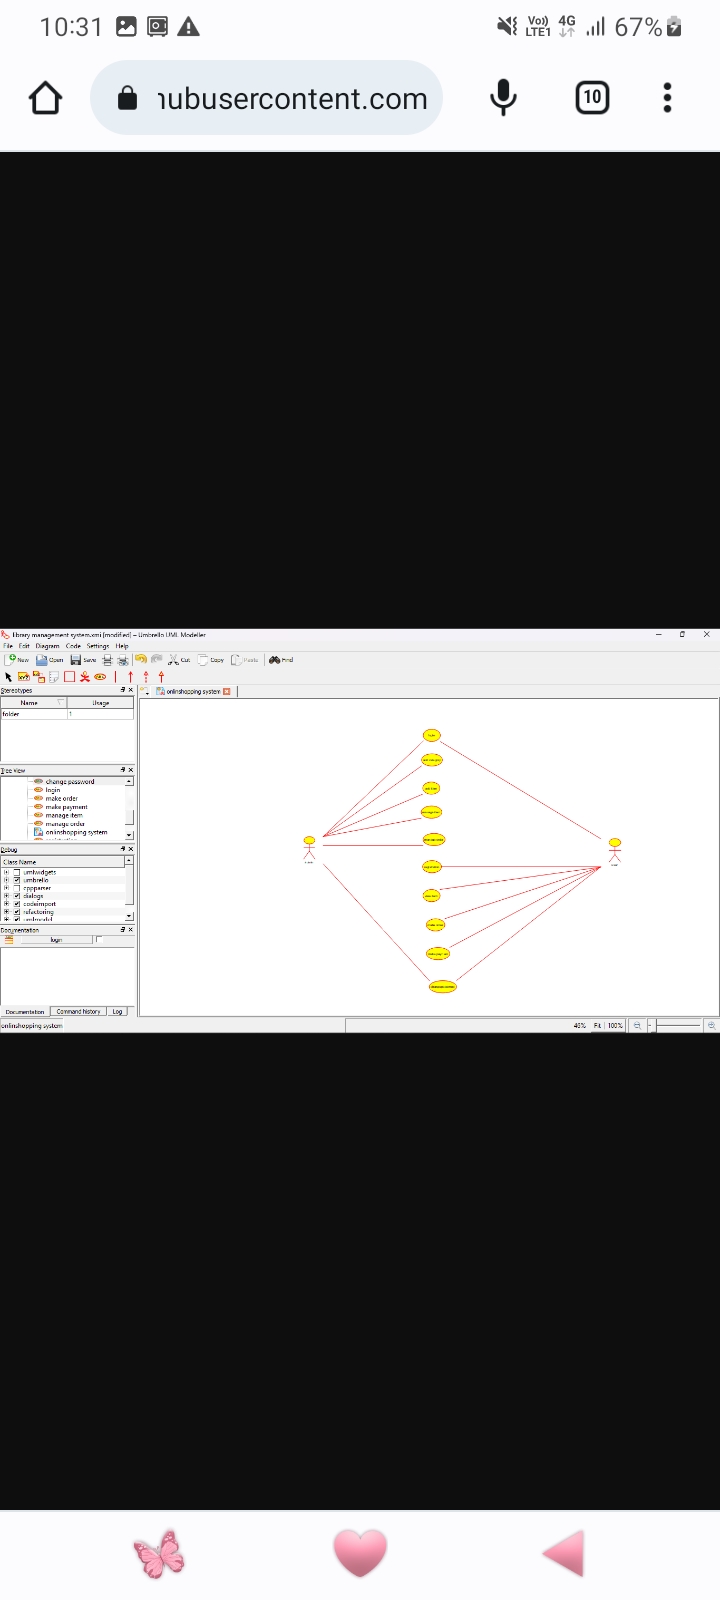 10:31
Vo)) LTE1 4G 67%
nubusercontent.com
10
library management system.xmi [modified] – Umbrello UML Modeller
File Edit Diagram Code Settings Help
New Open Save Cut Copy Paste Find
Stereotypes
onlinshopping system
Name Usage
folder 1
Tree View
change password
login
make order
make payment
manage item
manage order
onlinshopping system
Debug
Class Name
umlwidgets
umbrello
cppparser
dialogs
codeimport
refactoring
Documentation
login
Documentation Command history Log
onlinshopping system
46% Fit 100%